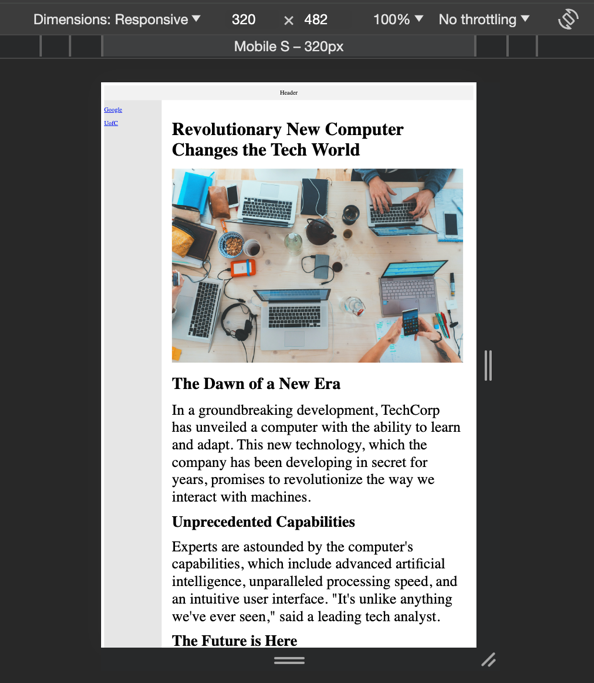 Dimensions: Responsive ▼ 320 × 482 100% ▼ No throttling ▼
Mobile S – 320px
Header
Google
UofC
Revolutionary New Computer
Changes the Tech World
The Dawn of a New Era
In a groundbreaking development, TechCorp
has unveiled a computer with the ability to learn
and adapt. This new technology, which the
company has been developing in secret for
years, promises to revolutionize the way we
interact with machines.
Unprecedented Capabilities
Experts are astounded by the computer's
capabilities, which include advanced artificial
intelligence, unparalleled processing speed, and
an intuitive user interface. "It's unlike anything
we've ever seen," said a leading tech analyst.
The Future is Here